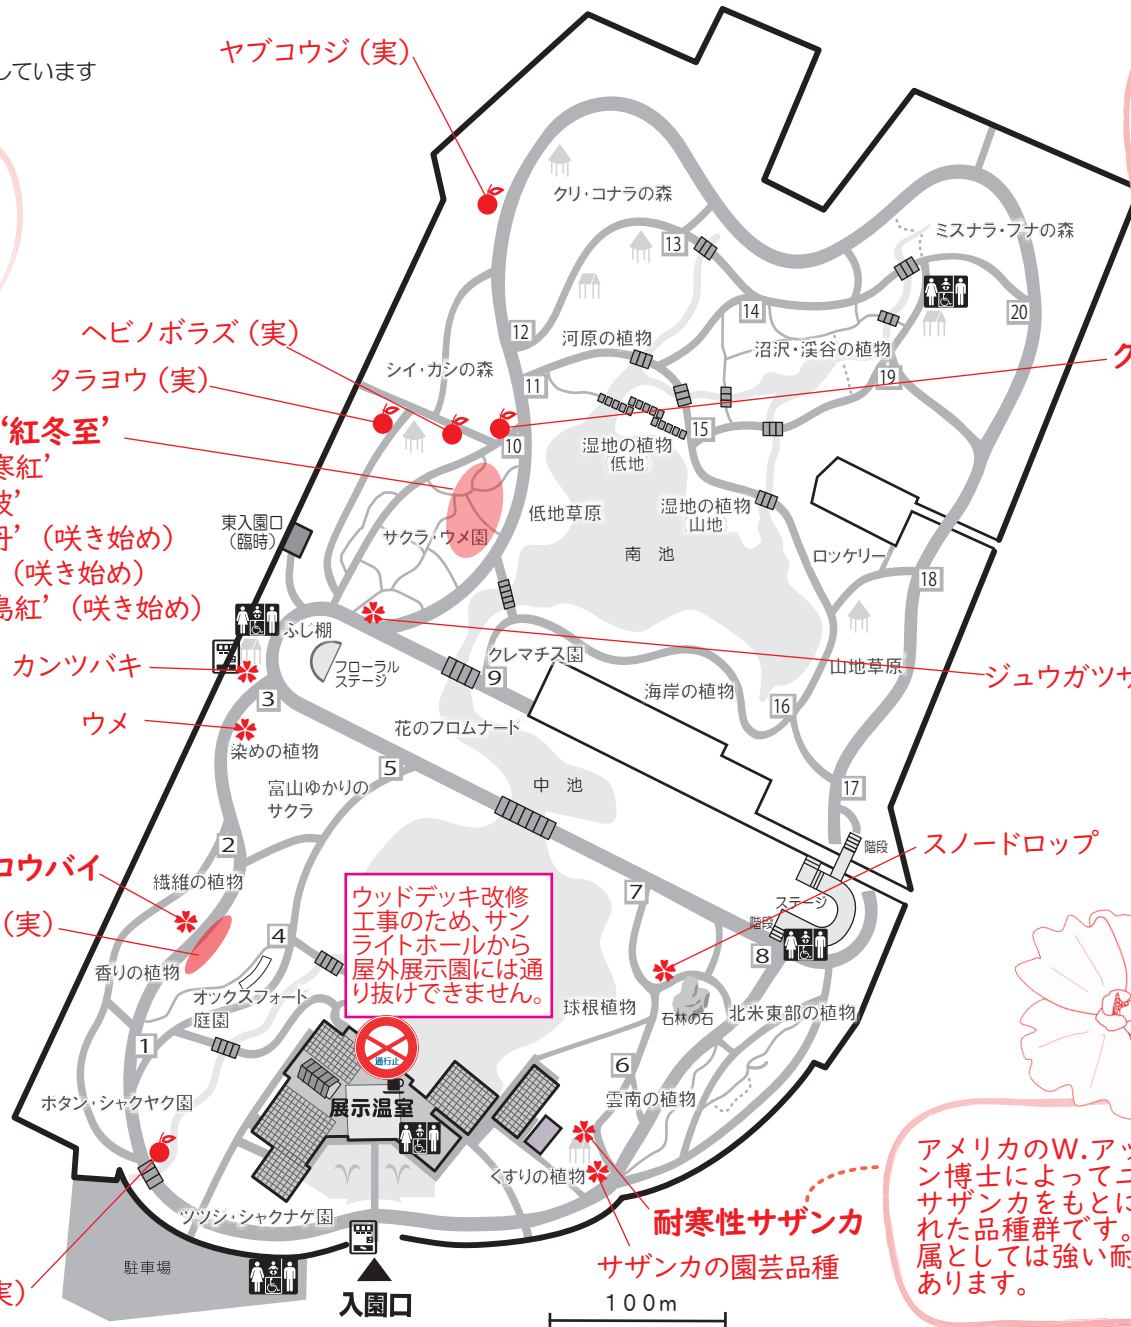 しています
ヤブコウジ（実）
クリ・コナラの森
ミスナラ・フナの森
13
14
12
20
河原の植物
沼沢・渓谷の植物
ヘビノボラズ（実）
シイ・カシの森
タラヨウ（実）
11
19
ク
‘紅冬至’
寒紅’
波’
丹’（咲き始め）
（咲き始め）
島紅’（咲き始め）
10
15
湿地の植物
（低地）
湿地の植物
山地
低地草原
サクラ・ウメ園
東入園口
（臨時）
南 池
ロッケリー
18
ふじ棚
フローラル
ステージ
クレマチス園
9
カンツバキ
3
海岸の植物
山地草原
ジュウガツサ
16
ウメ
染めの植物
花のフロムナード
5
富山ゆかりの
サクラ
中 池
17
2
階段
スノードロップ
コウバイ
繊維の植物
ウッドデッキ改修
工事のため、サン
ライトホールから
屋外展示園には通
り抜けできません。
7
ステージ
階段
8
（実）
4
香りの植物
オックスフォード
庭園
球根植物
石林の石
北米東部の植物
1
通行止
6
ホタン・シャクヤク園
展示温室
雲南の植物
くすりの植物
ツツジ・シャクナケ園
耐寒性サザンカ
サザンカの園芸品種
アメリカのW.アッ
ン博士によってユ
サザンカをもとに
れた品種群です。
属としては強い耐
あります。
駐車場
実）
入園口
100m